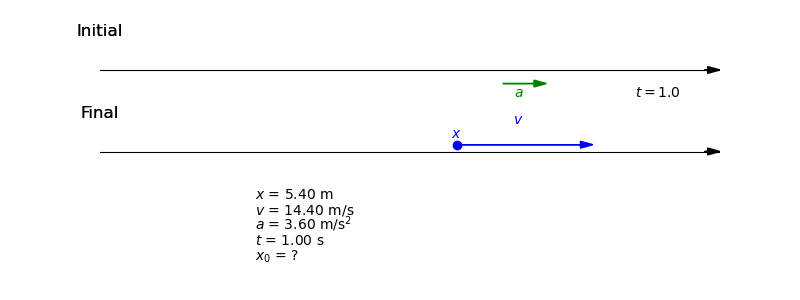 Initial
a
t = 1.0
Final
v
x
x = 5.40 m
v = 14.40 m/s
a = 3.60 m/s²
t = 1.00 s
x₀ = ?